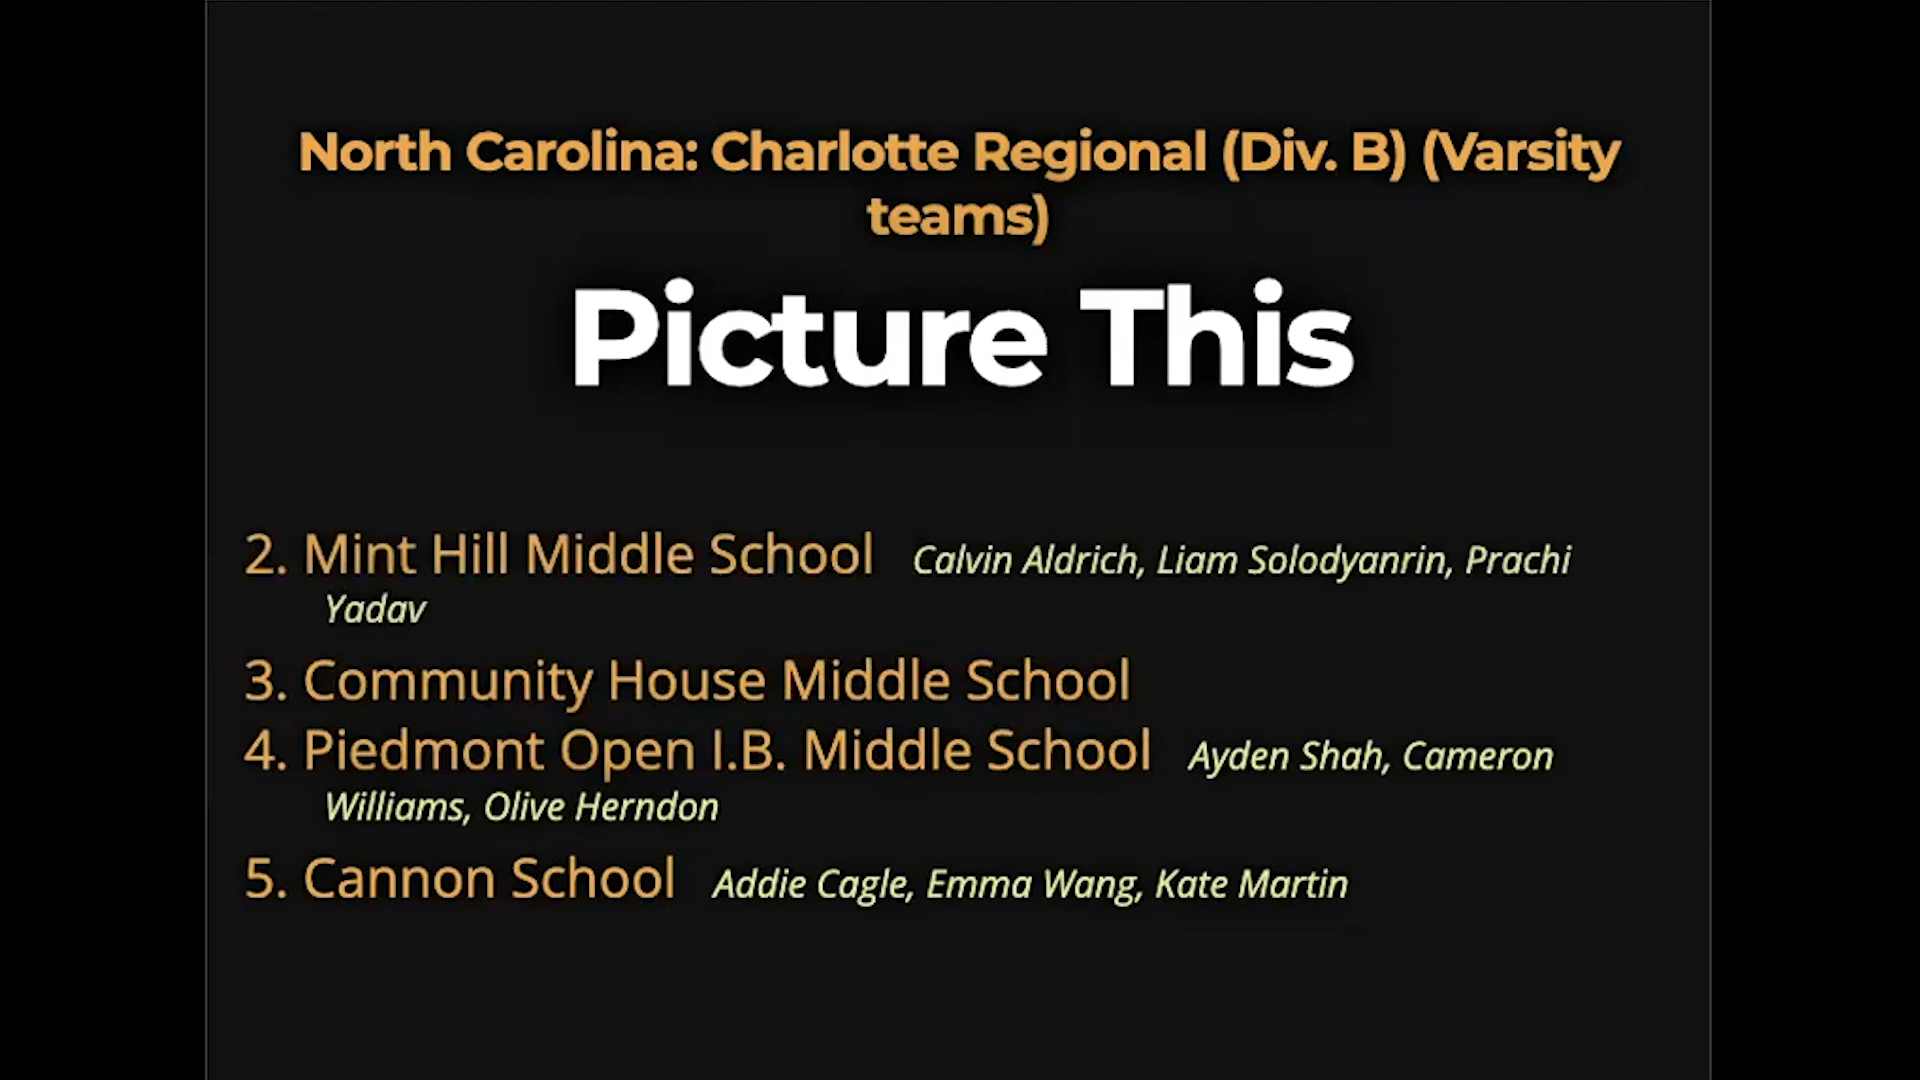 North Carolina: Charlotte Regional (Div. B) (Varsity
teams)
Picture This
2. Mint Hill Middle School Calvin Aldrich, Liam Solodyanrin, Prachi
Yadav
3. Community House Middle School
4. Piedmont Open I.B. Middle School Ayden Shah, Cameron
Williams, Olive Herndon
5. Cannon School Addie Cagle, Emma Wang, Kate Martin